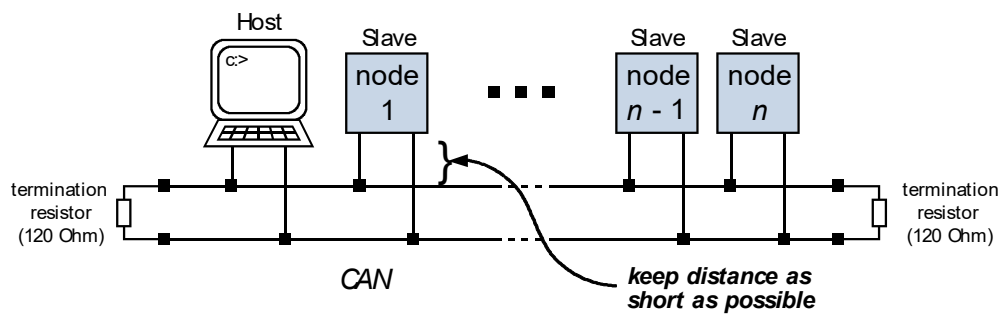 Host
Slave
Slave
Slave
c:>
node
1
node
n - 1
node
n
termination
resistor
(120 Ohm)
termination
resistor
(120 Ohm)
CAN
keep distance as
short as possible